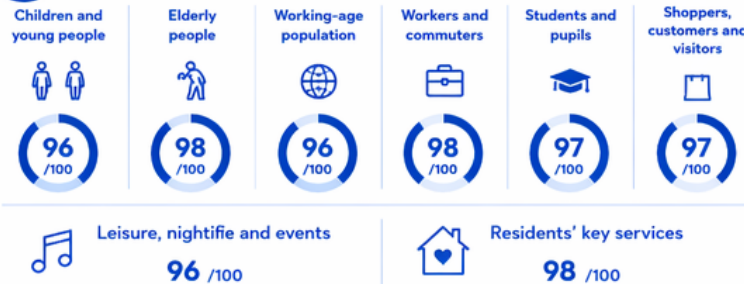 Children and
young people
Elderly
people
Working-age
population
Workers and
commuters
Students and
pupils
Shoppers,
customers and
visitors
96
/100
98
/100
96
/100
98
/100
97
/100
97
/100
Leisure, nightifie and events
96 /100
Residents' key services
98 /100